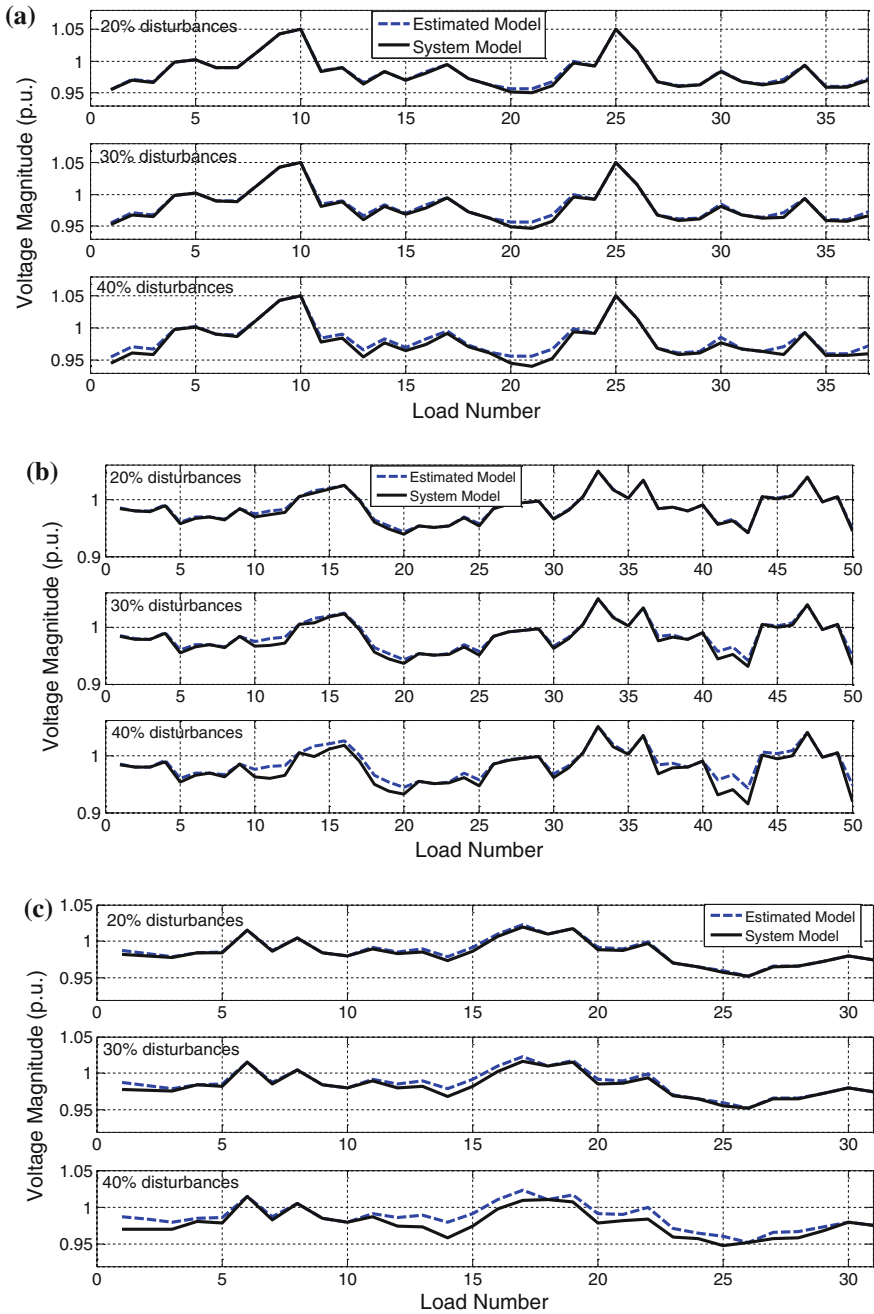 (a)
Voltage Magnitude (p.u.)
20% disturbances
Estimated Model
System Model
1.05
1
0.95
0 5 10 15 20 25 30 35
30% disturbances
1.05
1
0.95
0 5 10 15 20 25 30 35
40% disturbances
1.05
1
0.95
0 5 10 15 20 25 30 35
Load Number
(b)
Voltage Magnitude (p.u.)
20% disturbances
Estimated Model
System Model
1
0.9
0 5 10 15 20 25 30 35 40 45 50
30% disturbances
1
0.9
0 5 10 15 20 25 30 35 40 45 50
40% disturbances
1
0.9
0 5 10 15 20 25 30 35 40 45 50
Load Number
(c)
Voltage Magnitude (p.u.)
1.05
20% disturbances
Estimated Model
System Model
1
0.95
0 5 10 15 20 25 30
1.05
30% disturbances
1
0.95
0 5 10 15 20 25 30
1.05
40% disturbances
1
0.95
0 5 10 15 20 25 30
Load Number